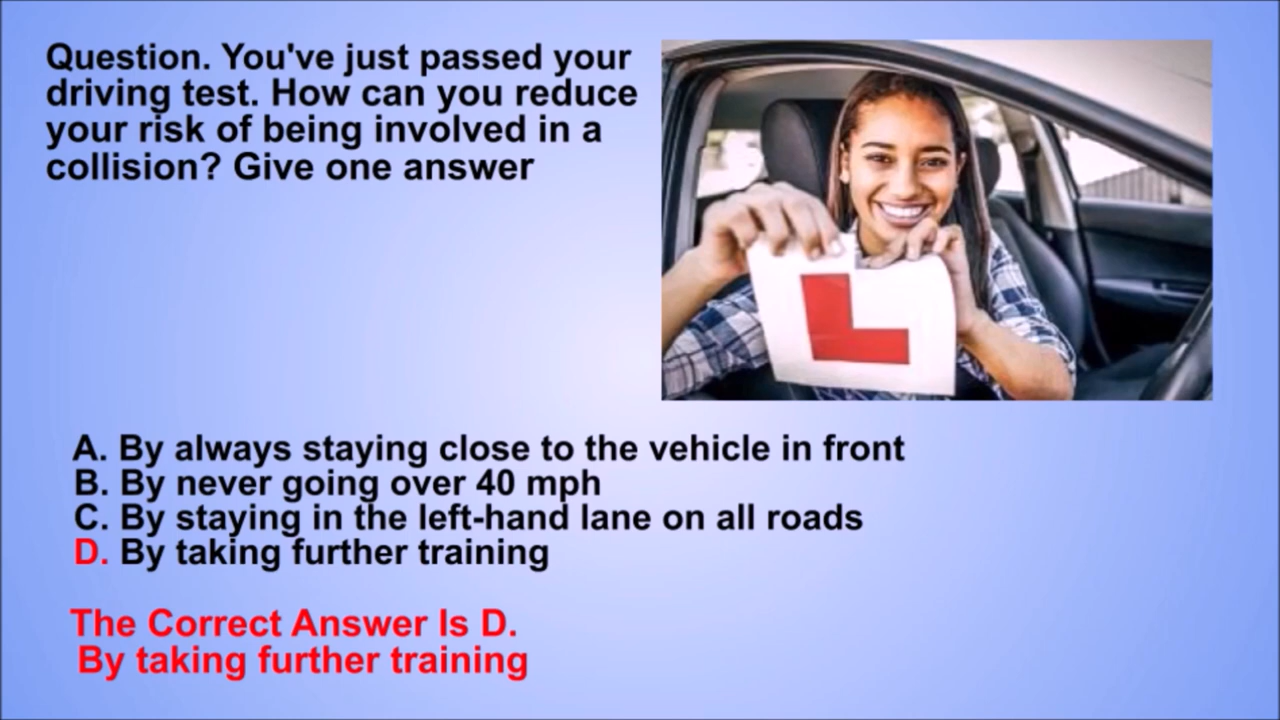 Question. You've just passed your
driving test. How can you reduce
your risk of being involved in a
collision? Give one answer
L
A. By always staying close to the vehicle in front
B. By never going over 40 mph
C. By staying in the left-hand lane on all roads
D. By taking further training
The Correct Answer Is D.
By taking further training